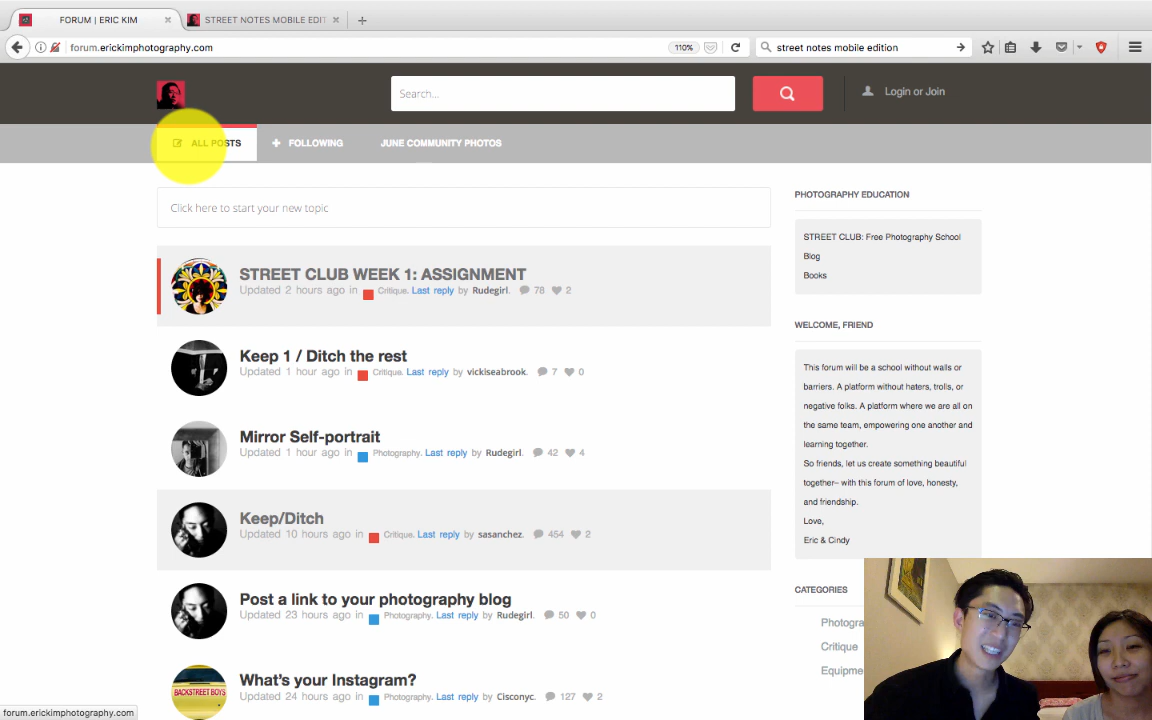 FORUM | ERIC KIM
STREET NOTES MOBILE EDIT
forum.erickimphotography.com
110%
street notes mobile edition
Search...
Login or Join
ALL POSTS
FOLLOWING
JUNE COMMUNITY PHOTOS
Click here to start your new topic
STREET CLUB WEEK 1: ASSIGNMENT
Updated 2 hours ago in Critique. Last reply by Rudegirl. 78 2
Keep 1 / Ditch the rest
Updated 1 hour ago in Critique. Last reply by vickiseabrook. 7 0
Mirror Self-portrait
Updated 1 hour ago in Photography. Last reply by Rudegirl. 42 4
Keep/Ditch
Updated 10 hours ago in Critique. Last reply by sasanchez. 454 2
Post a link to your photography blog
Updated 23 hours ago in Photography. Last reply by Rudegirl. 50 0
BACKSTREET BOYS
What's your Instagram?
Updated 24 hours ago in Photography. Last reply by Cisconyc. 127 2
PHOTOGRAPHY EDUCATION
STREET CLUB: Free Photography School
Blog
Books
WELCOME, FRIEND
This forum will be a school without walls or
barriers. A platform without haters, trolls, or
negative folks. A platform where we are all on
the same team, empowering one another and
learning together.
So friends, let us create something beautiful
together– with this forum of love, honesty,
and friendship.
Love,
Eric & Cindy
CATEGORIES
Photogra
Critique
Equipme
forum.erickimphotography.com